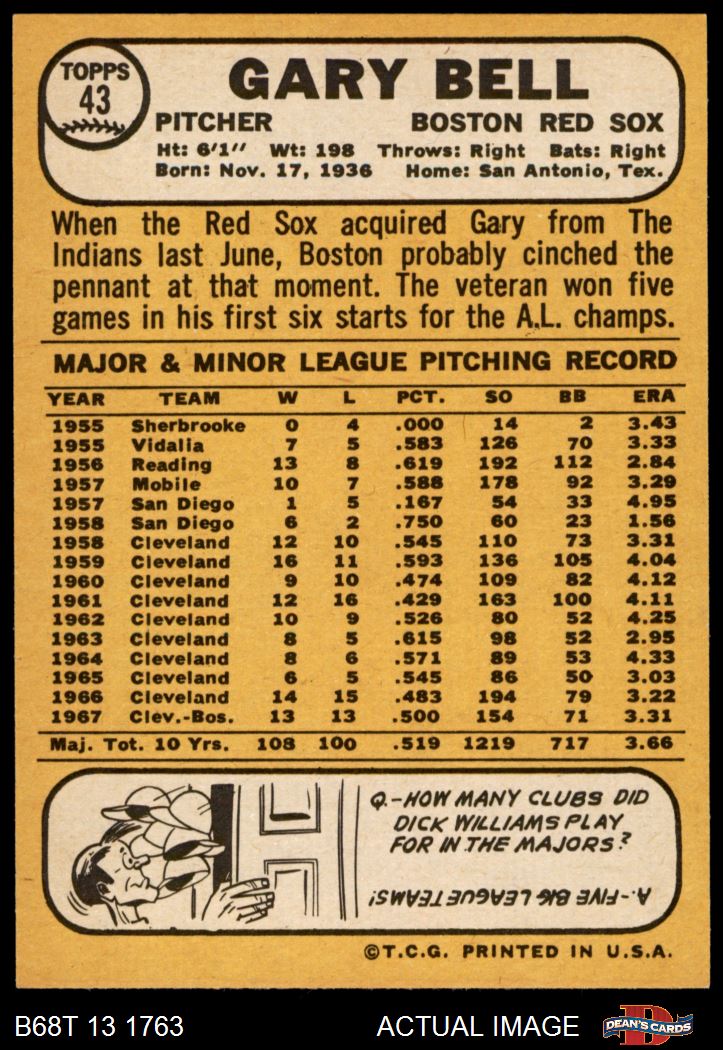 TOPPS
43
GARY BELL
PITCHER BOSTON RED SOX
Ht: 6'1" Wt: 198 Throws: Right Bats: Right
Born: Nov. 17, 1936 Home: San Antonio, Tex.
When the Red Sox acquired Gary from The
Indians last June, Boston probably cinched the
pennant at that moment. The veteran won five
games in his first six starts for the A.L. champs.
MAJOR & MINOR LEAGUE PITCHING RECORD
YEAR TEAM W L PCT. SO BB ERA
1955 Sherbrooke 0 4 .000 14 2 3.43
1955 Vidalia 7 5 .583 126 70 3.33
1956 Reading 13 8 .619 192 112 2.84
1957 Mobile 10 7 .588 178 92 3.29
1957 San Diego 1 5 .167 54 33 4.95
1958 San Diego 6 2 .750 60 23 1.56
1958 Cleveland 12 10 .545 110 73 3.31
1959 Cleveland 16 11 .593 136 105 4.04
1960 Cleveland 9 10 .474 109 82 4.12
1961 Cleveland 12 16 .429 163 100 4.11
1962 Cleveland 10 9 .526 80 52 4.25
1963 Cleveland 8 5 .615 98 52 2.95
1964 Cleveland 8 6 .571 89 53 4.33
1965 Cleveland 6 5 .545 86 50 3.03
1966 Cleveland 14 15 .483 194 79 3.22
1967 Clev.-Bos. 13 13 .500 154 71 3.31
Maj. Tot. 10 Yrs. 108 100 .519 1219 717 3.66
Q.-HOW MANY CLUBS DID
DICK WILLIAMS PLAY
FOR IN THE MAJORS?
A.-FIVE BIG LEAGUE TEAMS!
©T.C.G. PRINTED IN U.S.A.
B68T 13 1763 ACTUAL IMAGE
D
DEAN'S CARDS